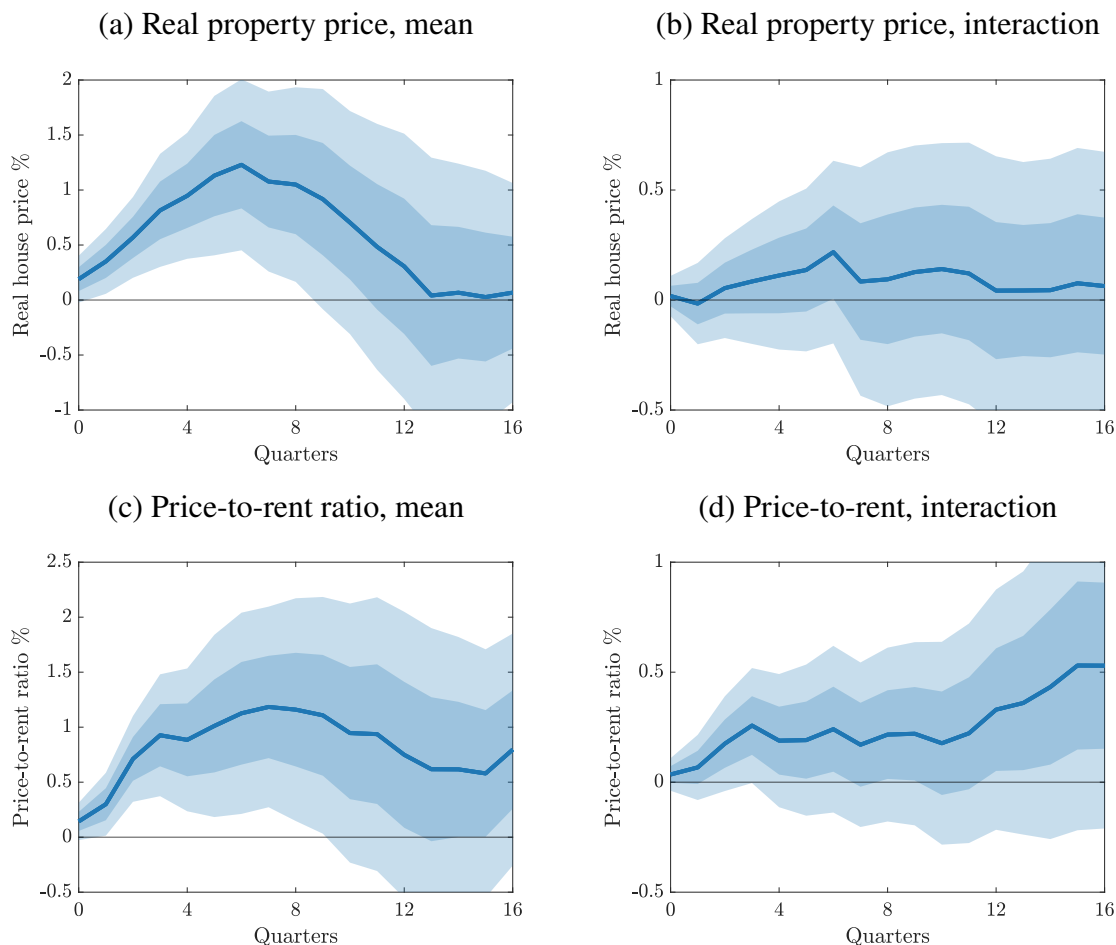 (a) Real property price, mean
(b) Real property price, interaction
Real house price %
2
1.5
1
0.5
0
-0.5
-1
0 4 8 12 16
Quarters
Real house price %
1
0.5
0
-0.5
0 4 8 12 16
Quarters
(c) Price-to-rent ratio, mean
(d) Price-to-rent, interaction
Price-to-rent ratio %
2.5
2
1.5
1
0.5
0
-0.5
0 4 8 12 16
Quarters
Price-to-rent ratio %
1
0.5
0
-0.5
0 4 8 12 16
Quarters